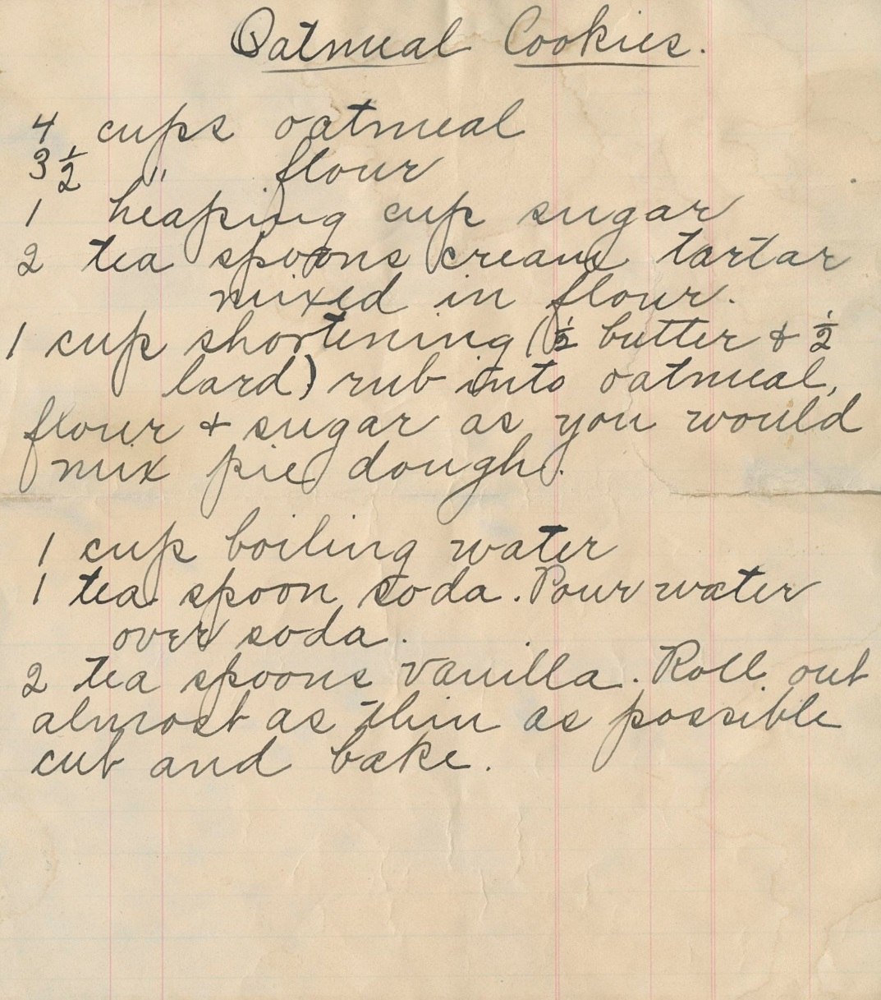 Oatmeal Cookies.
4 cups oatmeal
3 1/2 " flour
1 heaping cup sugar
2 tea spoons cream tartar
mixed in flour.
1 cup shortening (1/2 butter & 1/2
lard) rub into oatmeal,
flour & sugar as you would
mix pie dough.
1 cup boiling water
1 tea spoon soda. Pour water
over soda.
2 tea spoons vanilla. Roll out
almost as thin as possible
cut and bake.